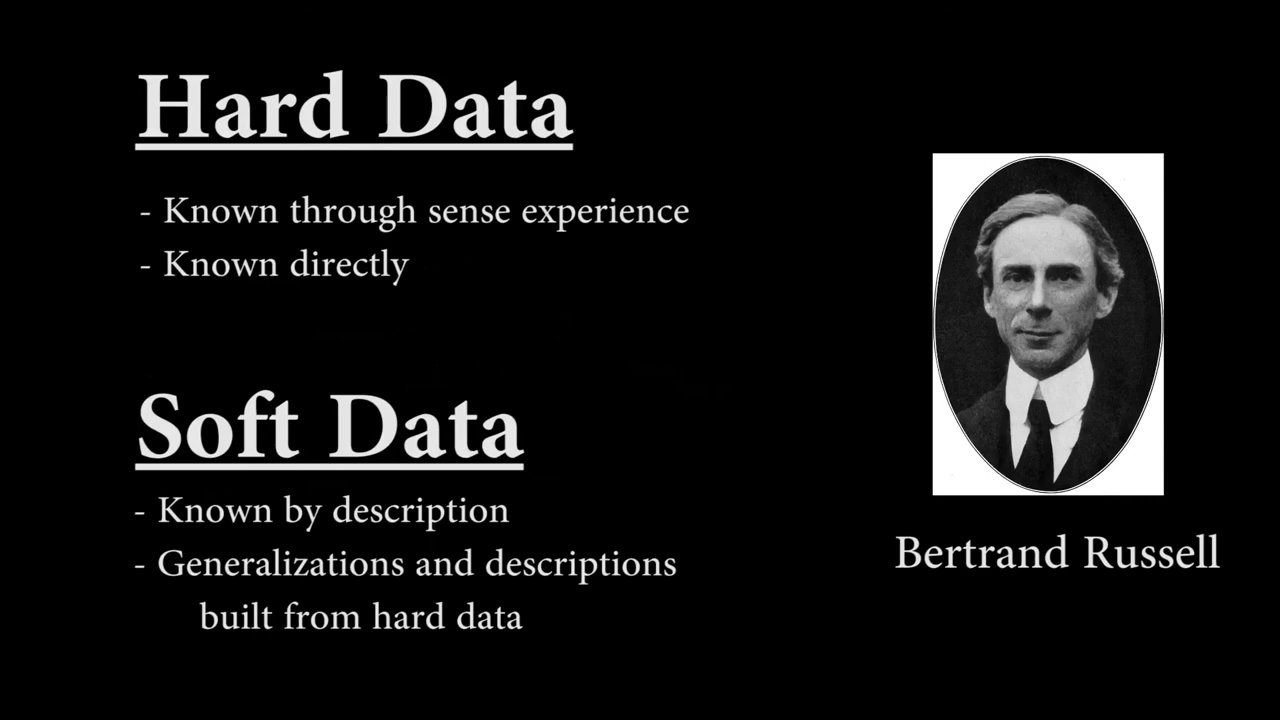 Hard Data
- Known through sense experience
- Known directly
Soft Data
- Known by description
- Generalizations and descriptions
built from hard data
Bertrand Russell